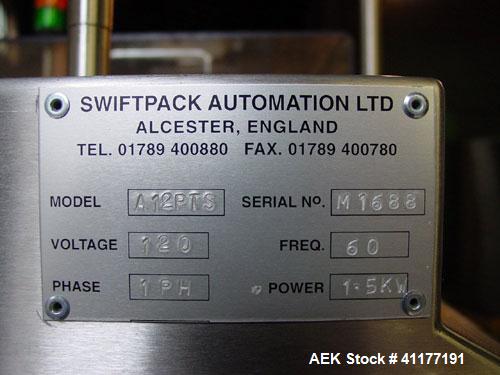 SWIFTPACK AUTOMATION LTD
ALCESTER, ENGLAND
TEL. 01789 400880 FAX. 01789 400780
MODEL A12PTS SERIAL No. M1688
VOLTAGE 120 FREQ. 60
PHASE 1PH POWER 1.5KW
AEK Stock # 41177191